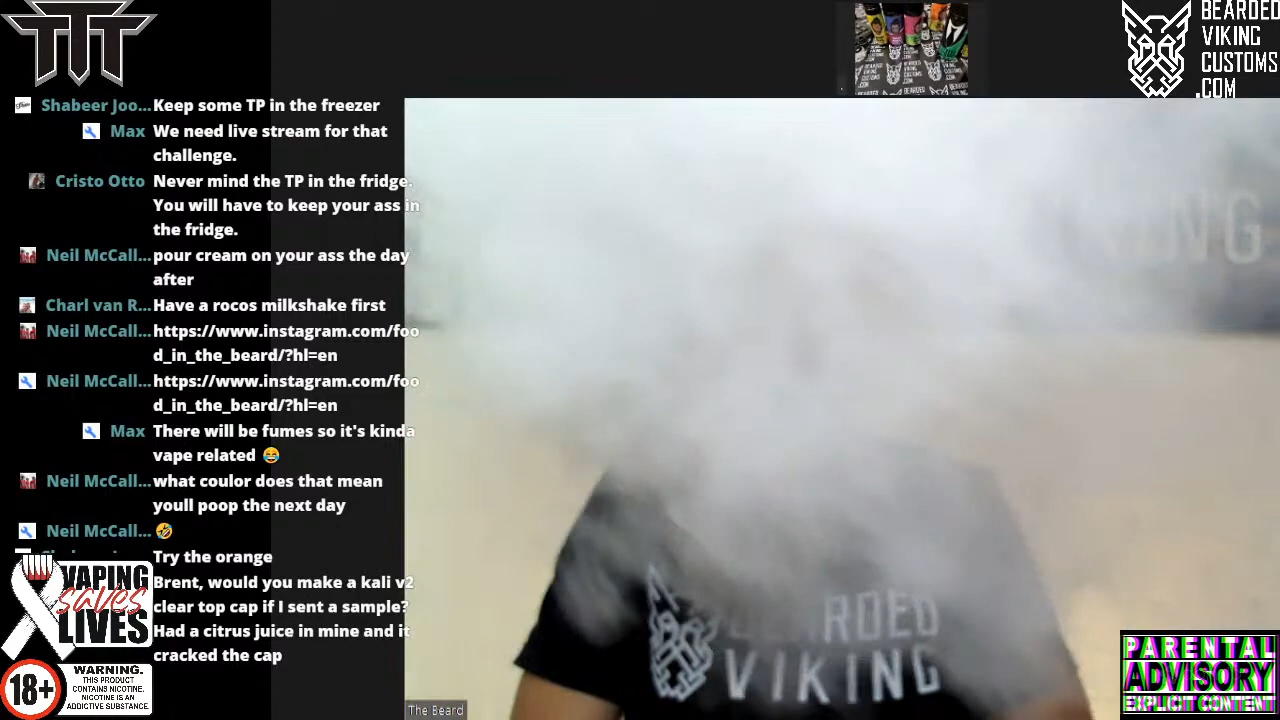 TTT
BEARDED
VIKING
CUSTOMS
.COM
Shabeer Joo... Keep some TP in the freezer
Max We need live stream for that
challenge.
Cristo Otto Never mind the TP in the fridge.
You will have to keep your ass in
the fridge.
Neil McCall... pour cream on your ass the day
after
Charl van R... Have a rocos milkshake first
Neil McCall... https://www.instagram.com/foo
d_in_the_beard/?hl=en
Neil McCall... https://www.instagram.com/foo
d_in_the_beard/?hl=en
Max There will be fumes so it's kinda
vape related 😂
Neil McCall... what coulor does that mean
youll poop the next day
Neil McCall... 🤣
Try the orange
Brent, would you make a kali v2
clear top cap if I sent a sample?
Had a citrus juice in mine and it
cracked the cap
VAPING
saves
LIVES
18+
WARNING.
THIS PRODUCT
CONTAINS NICOTINE.
NICOTINE IS AN
ADDICTIVE SUBSTANCE.
KING
BEARDED
VIKING
The Beard
PARENTAL
ADVISORY
EXPLICIT CONTENT